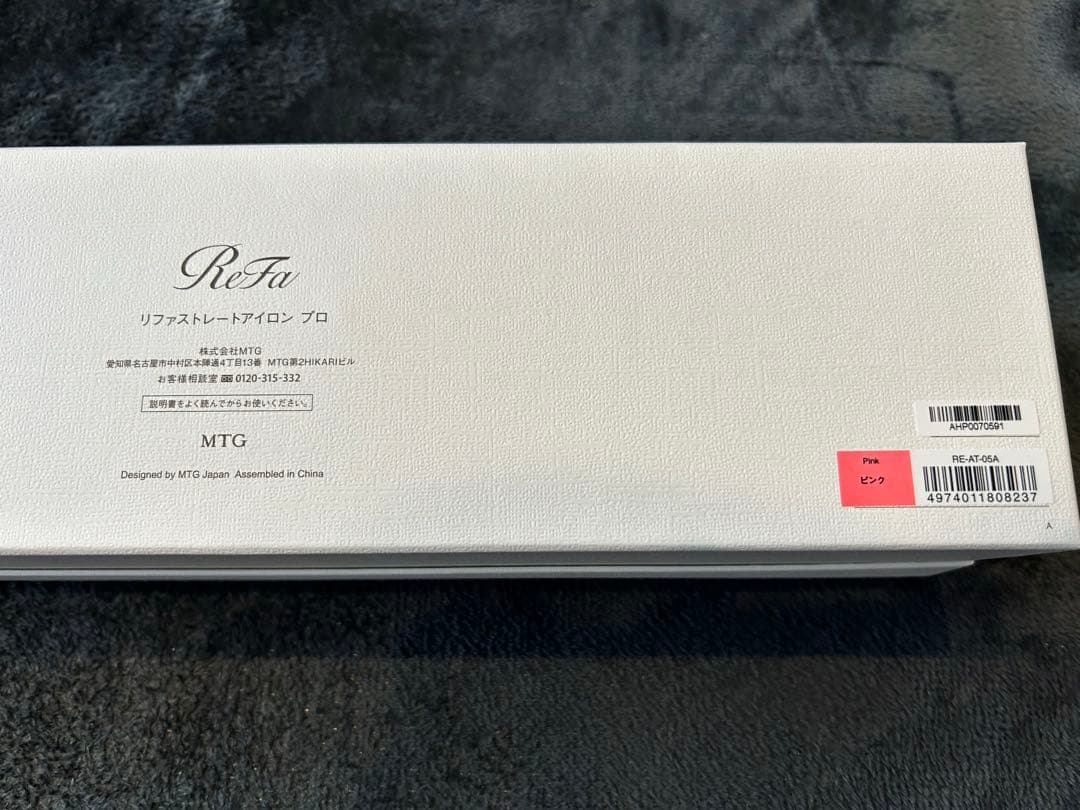 ReFa
リファストレートアイロン プロ
株式会社MTG
愛知県名古屋市中村区本陣通4丁目13番 MTG第2HIKARIビル
お客様相談室 0120-315-332
説明書をよく読んでからお使いください。
MTG
Designed by MTG Japan Assembled in China
AHP0070591
Pink
ピンク
RE-AT-05A
4974011808237
人